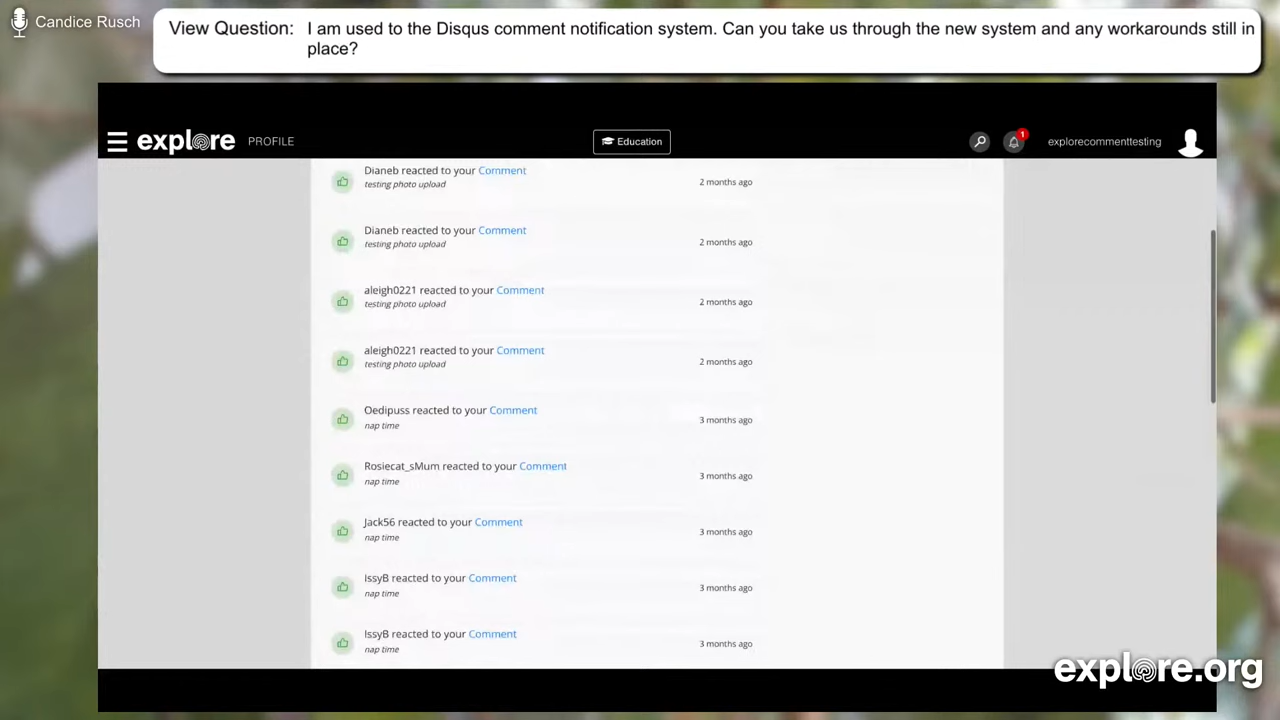 Candice Rusch
View Question: I am used to the Disqus comment notification system. Can you take us through the new system and any workarounds still in
place?
explore PROFILE Education 1 explorecommenttesting
Dianeb reacted to your Comment
testing photo upload 2 months ago
Dianeb reacted to your Comment
testing photo upload 2 months ago
aleigh0221 reacted to your Comment
testing photo upload 2 months ago
aleigh0221 reacted to your Comment
testing photo upload 2 months ago
Oedipuss reacted to your Comment
nap time 3 months ago
Rosiecat_sMum reacted to your Comment
nap time 3 months ago
Jack56 reacted to your Comment
nap time 3 months ago
IssyB reacted to your Comment
nap time 3 months ago
IssyB reacted to your Comment
nap time 3 months ago
explore.org